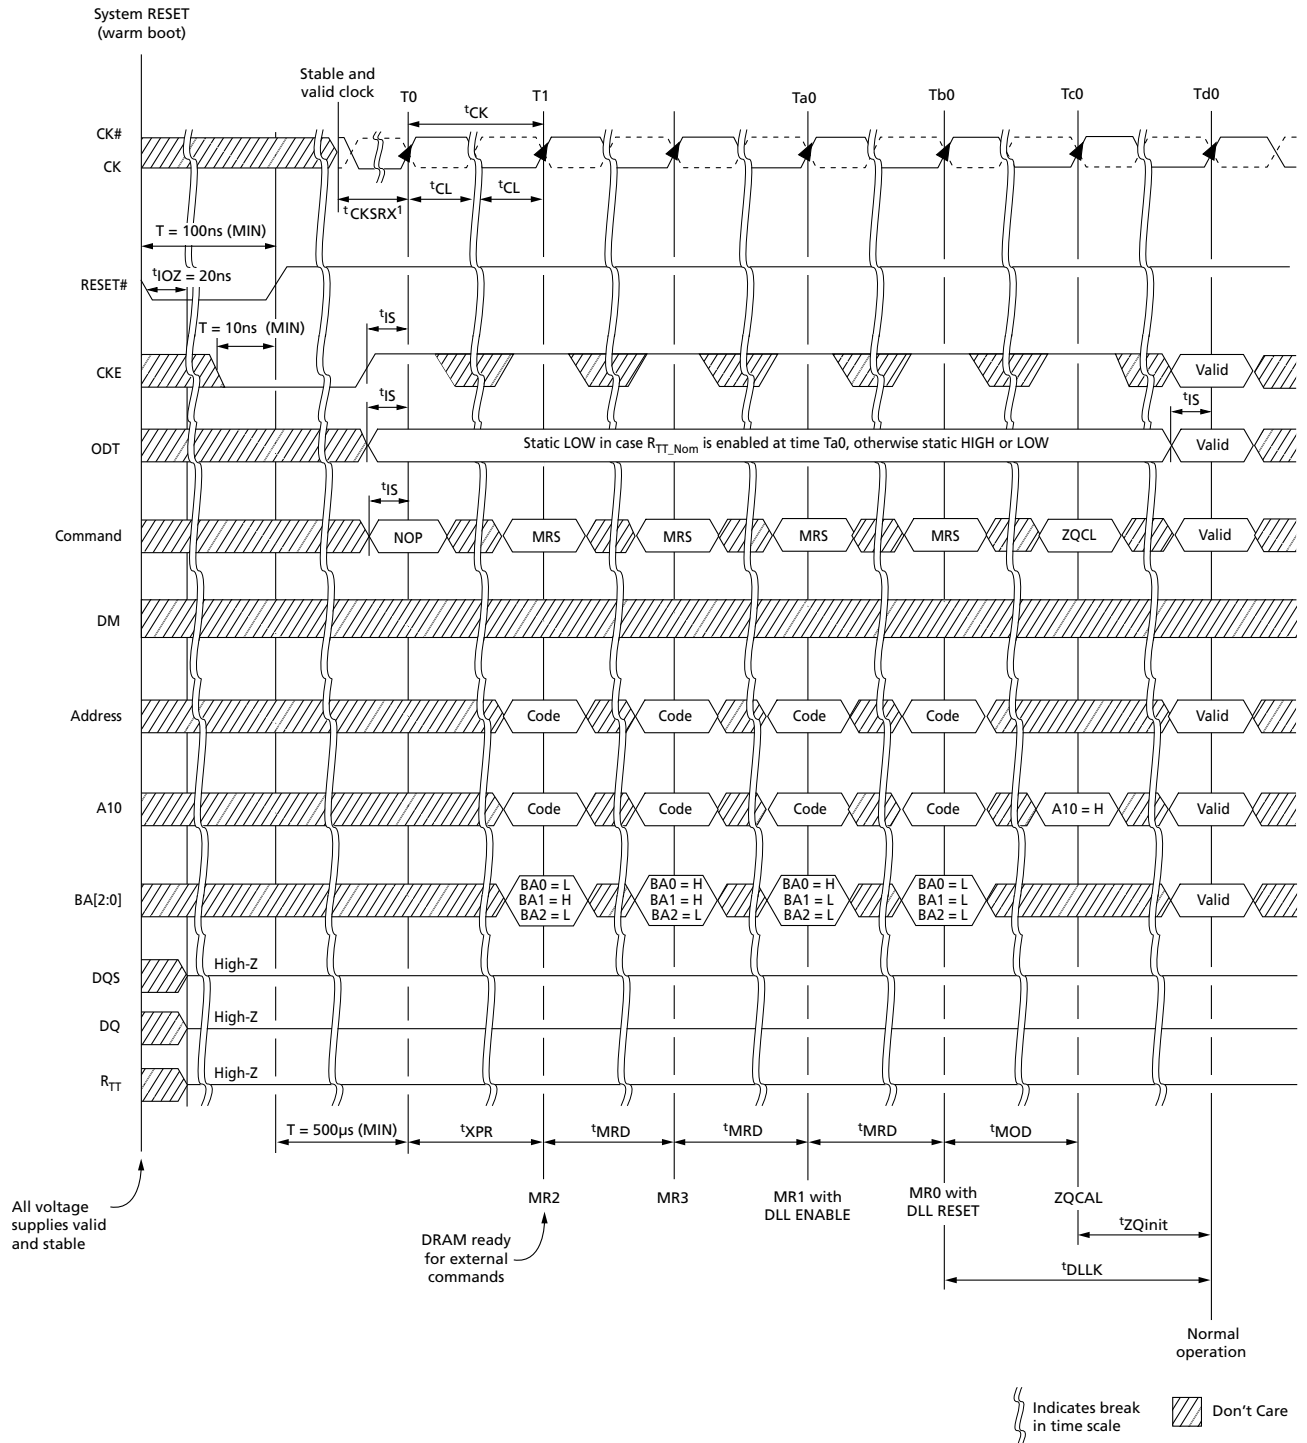 System RESET
(warm boot)
Stable and
valid clock
T0
T1
Ta0
Tb0
Tc0
Td0
tCK
CK#
CK
tCL
tCL
tCKSRX1
T = 100ns (MIN)
tIOZ = 20ns
RESET#
T = 10ns (MIN)
tIS
CKE
Valid
tIS
tIS
ODT
Static LOW in case RTT_Nom is enabled at time Ta0, otherwise static HIGH or LOW
Valid
tIS
Command
NOP
MRS
MRS
MRS
MRS
ZQCL
Valid
DM
Address
Code
Code
Code
Code
Valid
A10
Code
Code
Code
Code
A10 = H
Valid
BA[2:0]
BA0 = L
BA1 = H
BA2 = L
BA0 = H
BA1 = H
BA2 = L
BA0 = H
BA1 = L
BA2 = L
BA0 = L
BA1 = L
BA2 = L
Valid
DQS
High-Z
DQ
High-Z
RTT
High-Z
T = 500µs (MIN)
tXPR
tMRD
tMRD
tMRD
tMOD
All voltage
supplies valid
and stable
MR2
MR3
MR1 with
DLL ENABLE
MR0 with
DLL RESET
ZQCAL
DRAM ready
for external
commands
tZQinit
tDLLK
Normal
operation
Indicates break
in time scale
Don't Care